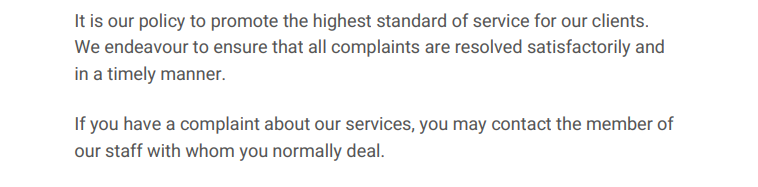 It is our policy to promote the highest standard of service for our clients.
We endeavour to ensure that all complaints are resolved satisfactorily and
in a timely manner.
If you have a complaint about our services, you may contact the member of
our staff with whom you normally deal.